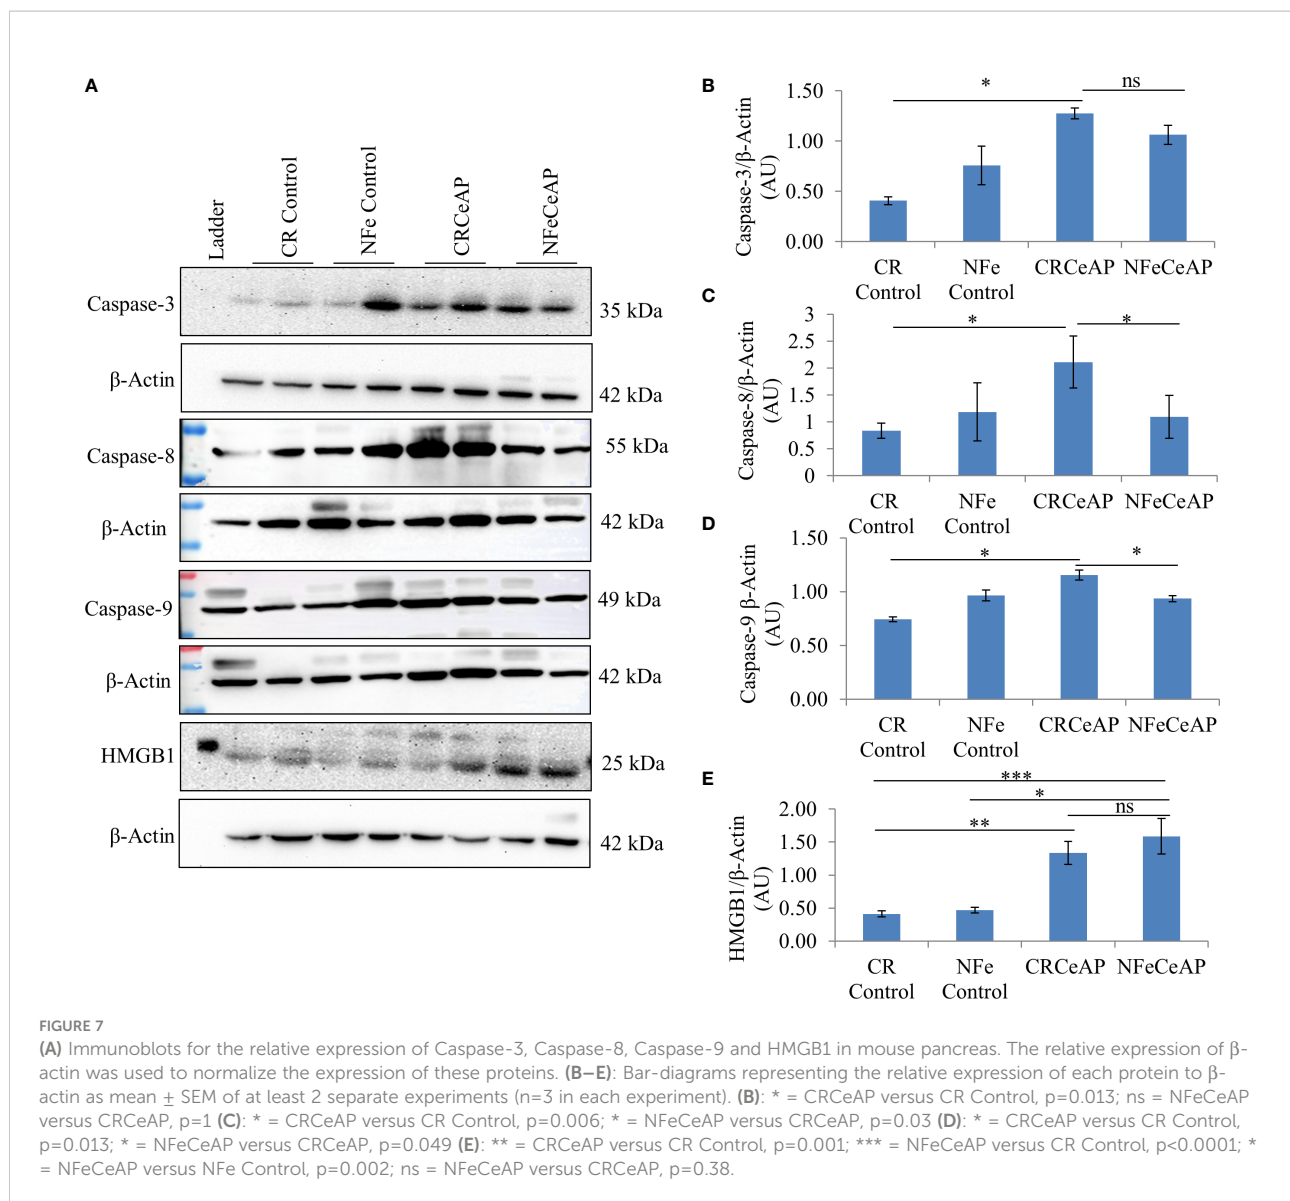 A
Ladder
CR Control
NFe Control
CRCeAP
NFeCeAP
Caspase-3
35 kDa
β-Actin
42 kDa
Caspase-8
55 kDa
β-Actin
42 kDa
Caspase-9
49 kDa
β-Actin
42 kDa
HMGB1
25 kDa
β-Actin
42 kDa
B
Caspase-3/β-Actin
(AU)
1.50
1.00
0.50
0.00
*
ns
CR
Control
NFe
Control
CRCeAP
NFeCeAP
C
Caspase-8/β-Actin
(AU)
3
2.5
2
1.5
1
0.5
0
*
*
CR
Control
NFe
Control
CRCeAP
NFeCeAP
D
Caspase-9 β-Actin
(AU)
1.50
1.00
0.50
0.00
*
*
CR
Control
NFe
Control
CRCeAP
NFeCeAP
E
HMGB1/β-Actin
(AU)
2.00
1.50
1.00
0.50
0.00
***
*
ns
**
CR
Control
NFe
Control
CRCeAP
NFeCeAP
FIGURE 7
(A) Immunoblots for the relative expression of Caspase-3, Caspase-8, Caspase-9 and HMGB1 in mouse pancreas. The relative expression of β-
actin was used to normalize the expression of these proteins. (B–E): Bar-diagrams representing the relative expression of each protein to β-
actin as mean ± SEM of at least 2 separate experiments (n=3 in each experiment). (B): * = CRCeAP versus CR Control, p=0.013; ns = NFeCeAP
versus CRCeAP, p=1 (C): * = CRCeAP versus CR Control, p=0.006; * = NFeCeAP versus CRCeAP, p=0.03 (D): * = CRCeAP versus CR Control,
p=0.013; * = NFeCeAP versus CRCeAP, p=0.049 (E): ** = CRCeAP versus CR Control, p=0.001; *** = NFeCeAP versus CR Control, p<0.0001; *
= NFeCeAP versus NFe Control, p=0.002; ns = NFeCeAP versus CRCeAP, p=0.38.